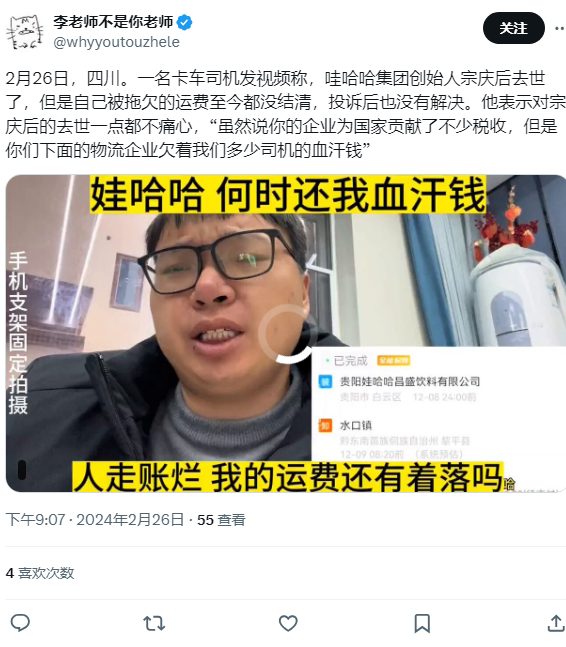 李老师不是你老师
@whyyoutouzhele
关注
2月26日，四川。一名卡车司机发视频称，娃哈哈集团创始人宗庆后去世
了，但是自己被拖欠的运费至今都没结清，投诉后也没有解决。他表示对宗
庆后的去世一点都不痛心，“虽然说你的企业为国家贡献了不少税收，但是
你们下面的物流企业欠着我们多少司机的血汗钱”
娃哈哈 何时还我血汗钱
手机支架固定拍摄
已完成
贵阳娃哈哈昌盛饮料有限公司
贵阳市 白云区 12-08 24:00前
水口镇
黔东南苗族侗族自治州 黎平县
12-09 08:20前 （系统预估）
人走账烂 我的运费还有着落吗
下午9:07 · 2024年2月26日 · 55 查看
4 喜欢次数